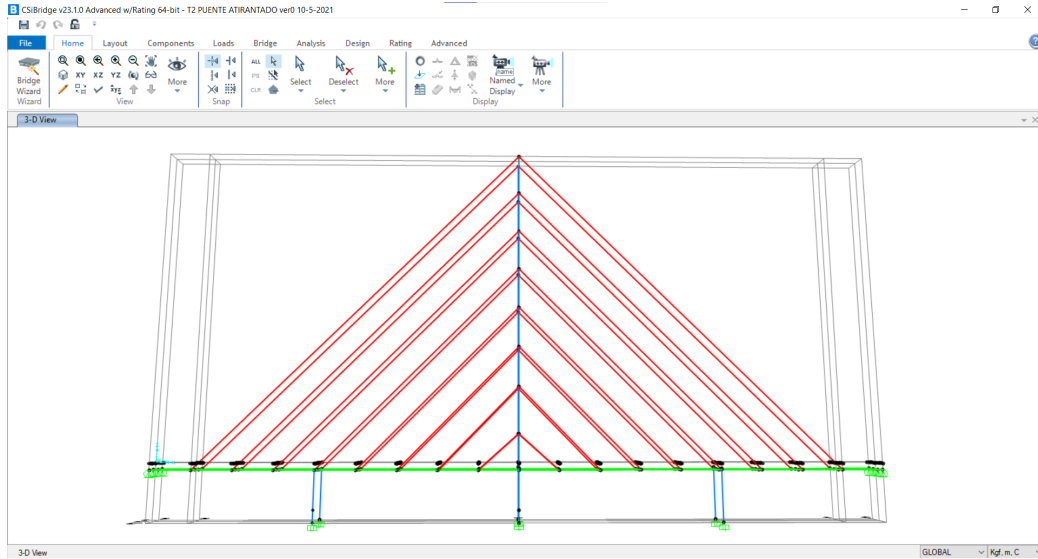 B CSiBridge v23.1.0 Advanced w/Rating 64-bit - T2 PUENTE ATIRANTADO ver0 10-5-2021
File Home Layout Components Loads Bridge Analysis Design Rating Advanced
Bridge Wizard
XY XZ YZ
More
ALL
PS
CLR
Select
Deselect
More
name
Named Display
More
Wizard View Snap Select Display
3-D View
3-D View GLOBAL Kgf, m, C